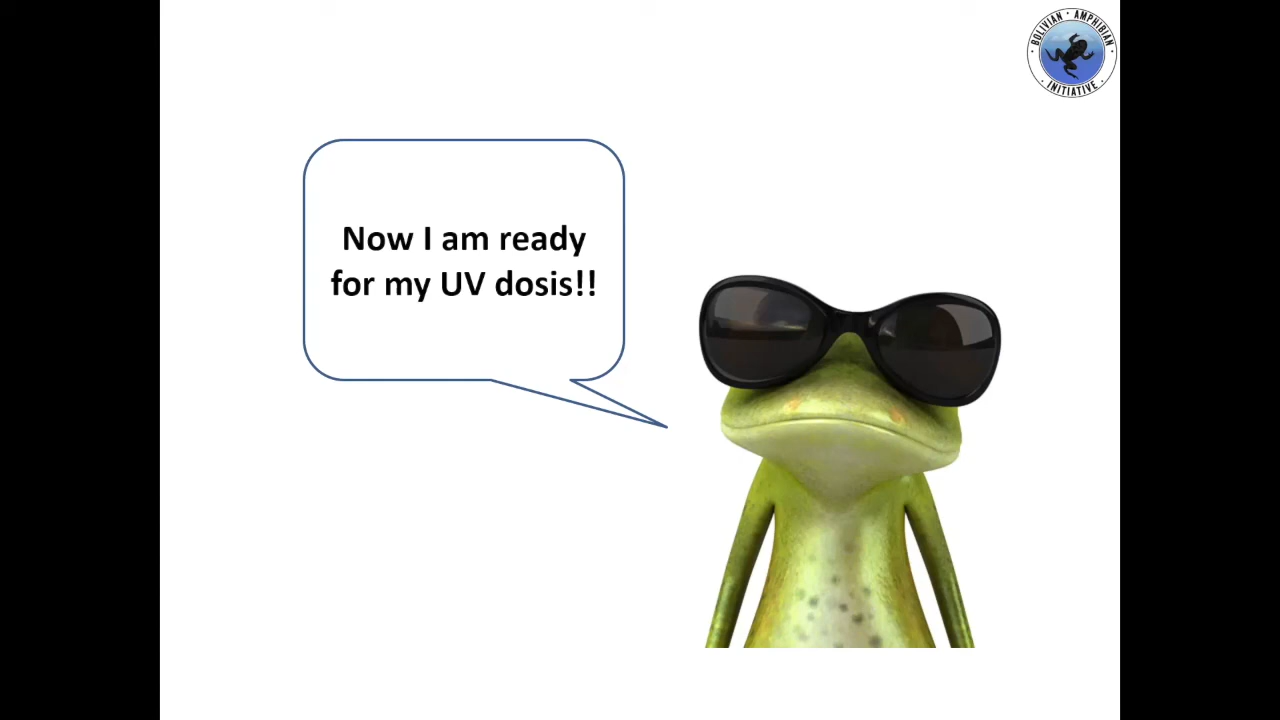 BOLIVIAN · AMPHIBIAN
· INITIATIVE ·
Now I am ready
for my UV dosis!!